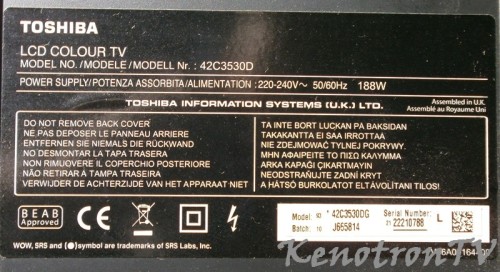 TOSHIBA
LCD COLOUR TV
MODEL NO./MODELE/MODELL Nr. : 42C3530D
POWER SUPPLY/POTENZA ASSORBITA/ALIMENTATION : 220-240V～ 50/60Hz 188W
TOSHIBA INFORMATION SYSTEMS (U.K.) LTD.
Assembled in U.K.
Assemblé au Royaume Uni
DO NOT REMOVE BACK COVER
NE PAS DEPOSER LE PANNEAU ARRIERE
ENTFERNEN SIE NIEMALS DIE RÜCKWAND
NO DESMONTAR LA TAPA TRASERA
NON RIMUOVERE IL COPERCHIO POSTERIORE
NÃO RETIRAR A TAMPA TRASEIRA
VERWIJDER DE ACHTERZIJDE VAN HET APPARAAT NIET
TA INTE BORT LUCKAN PÅ BAKSIDAN
TAKAKANTTA EI SAA IRROTTAA
NIE ZDEJMOWAĆ TYLNEJ POKRYWY.
ΜΗΝ ΑΦΑΙΡΕΙΤΕ ΤΟ ΠΙΣΩ ΚΑΛΥΜΜΑ
ARKA KAPAĞI ÇIKARTMAYIN
NEODSTRAŇUJTE ZADNÍ KRYT
A HÁTSÓ BURKOLATOT ELTÁVOLÍTANI TILOS!
BEAB
Approved
CE
WOW, SRS and (●) symbol are trademarks of SRS Labs, Inc.
Model 42C3530DG
Batch J655814
Serial Number
22210788
L
KenotronTV